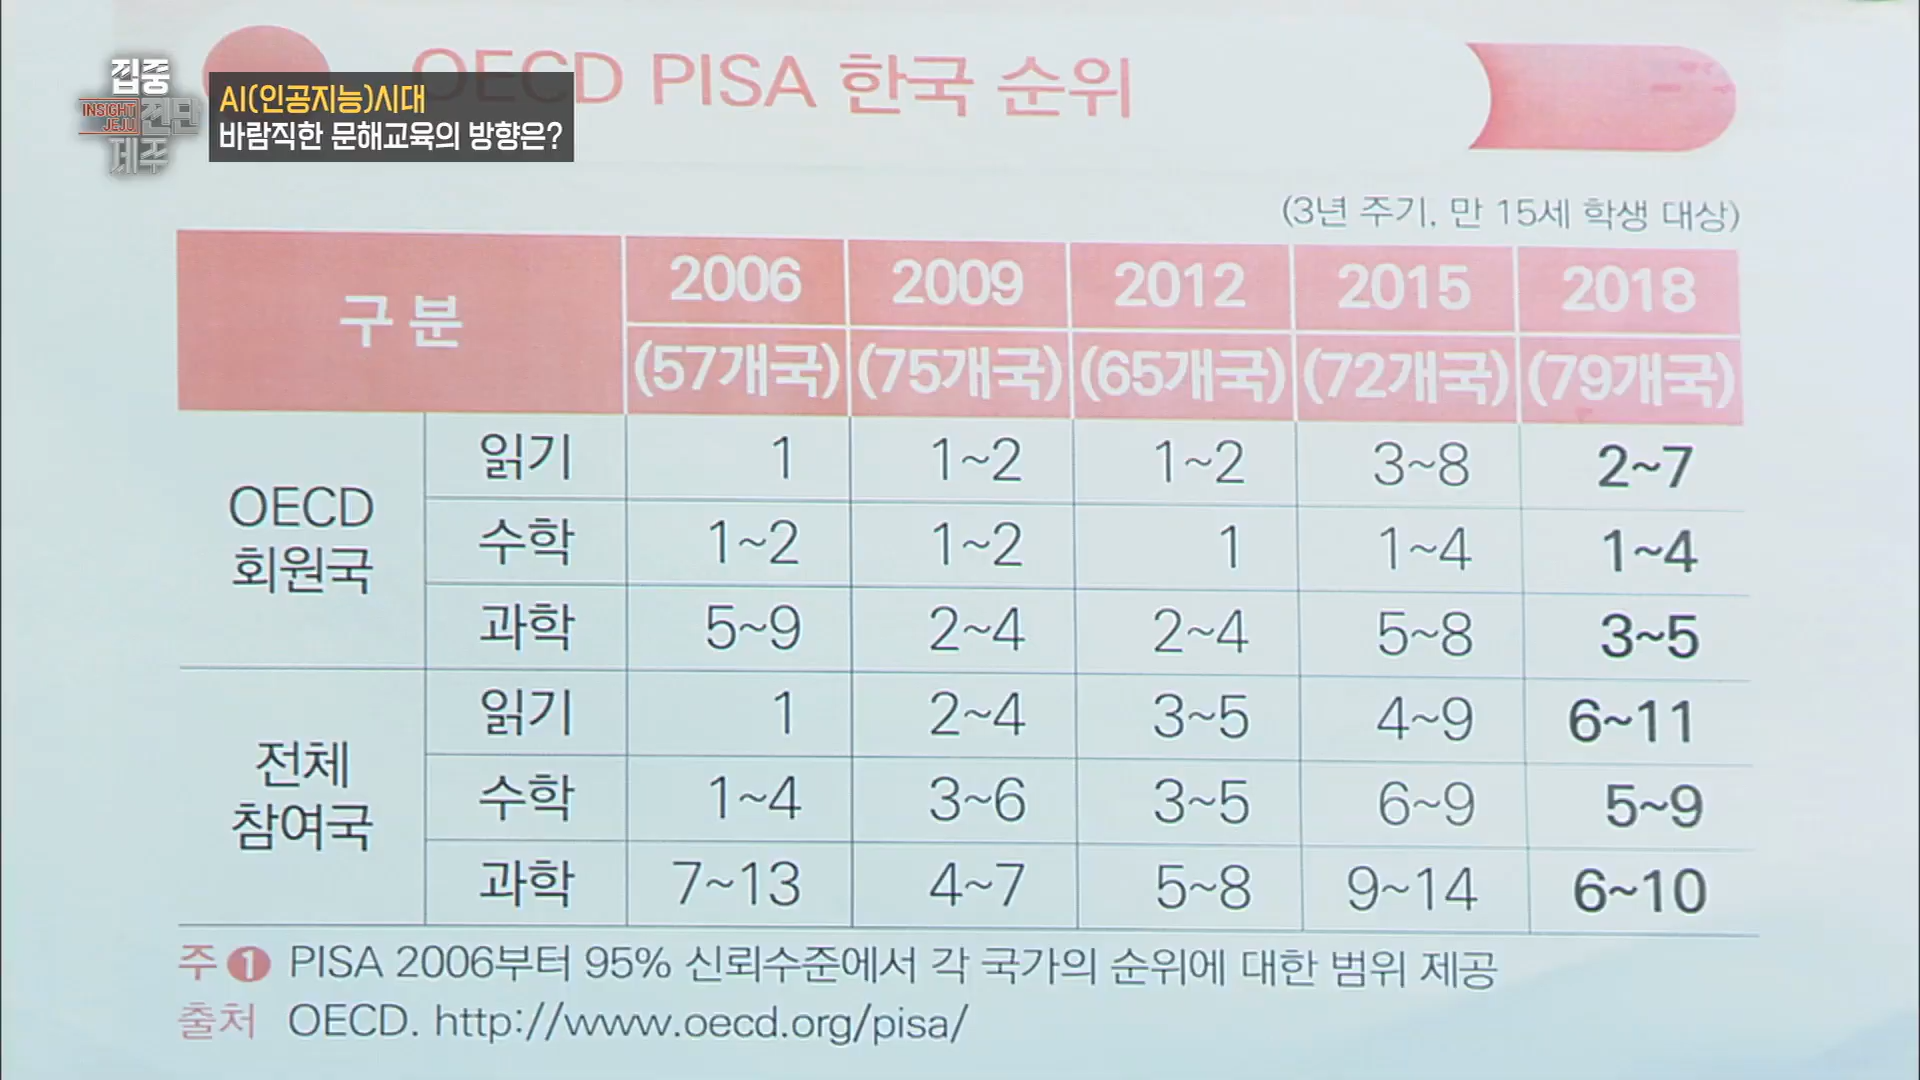 집중
INSIGHT
JEJU
진단
제주
AI(인공지능)시대
바람직한 문해교육의 방향은?
OECD PISA 한국 순위
(3년 주기, 만 15세 학생 대상)
구 분 2006 2009 2012 2015 2018
(57개국) (75개국) (65개국) (72개국) (79개국)
OECD 회원국 읽기 1 1~2 1~2 3~8 2~7
수학 1~2 1~2 1 1~4 1~4
과학 5~9 2~4 2~4 5~8 3~5
전체 참여국 읽기 1 2~4 3~5 4~9 6~11
수학 1~4 3~6 3~5 6~9 5~9
과학 7~13 4~7 5~8 9~14 6~10
주 1 PISA 2006부터 95% 신뢰수준에서 각 국가의 순위에 대한 범위 제공
출처 OECD. http://www.oecd.org/pisa/